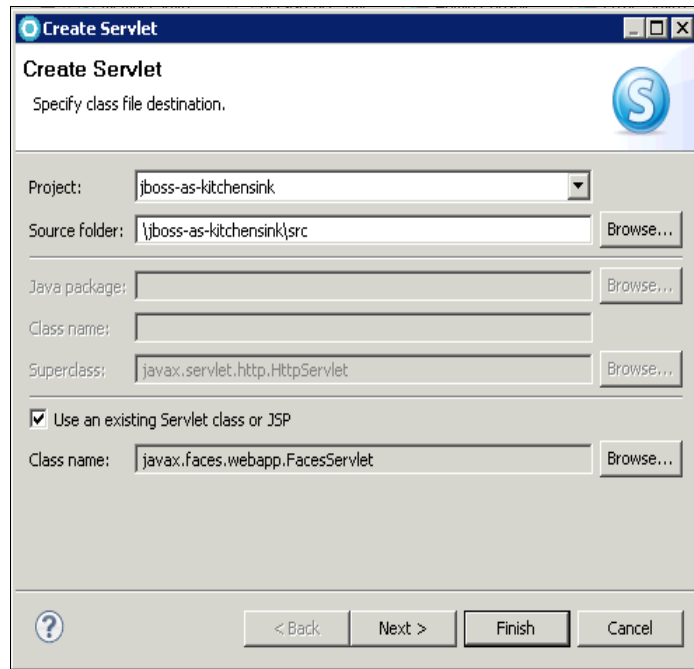 Create Servlet
Create Servlet
Specify class file destination.
S
Project: jboss-as-kitchensink
Source folder: \jboss-as-kitchensink\src Browse...
Java package: Browse...
Class name:
Superclass: javax.servlet.http.HttpServlet Browse...
Use an existing Servlet class or JSP
Class name: javax.faces.webapp.FacesServlet Browse...
? < Back Next > Finish Cancel